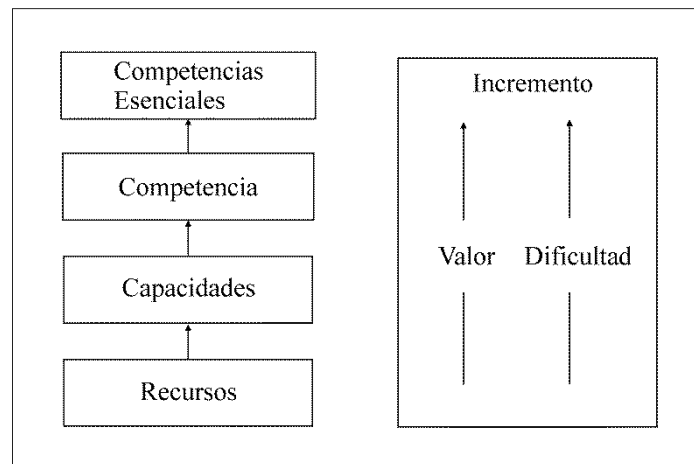 Competencias
Esenciales
Competencia
Capacidades
Recursos
Incremento
Valor Dificultad